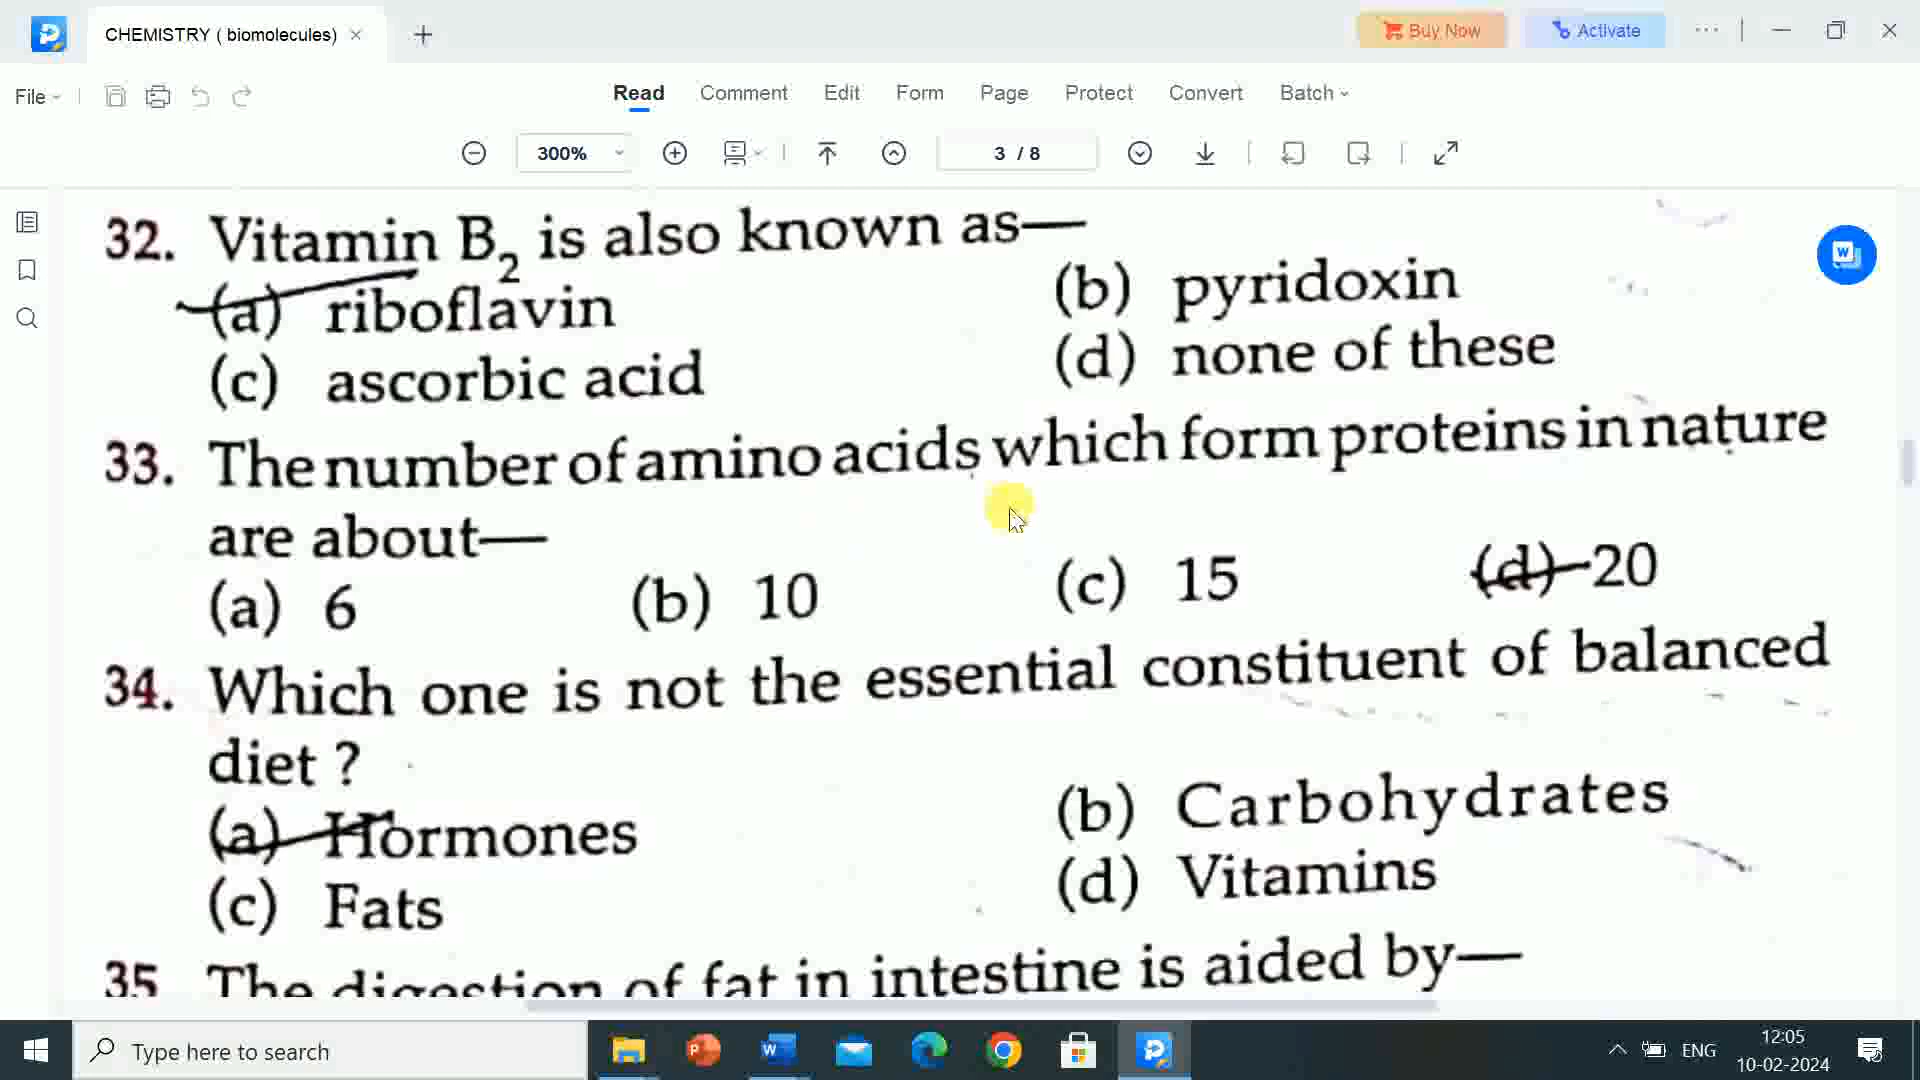 CHEMISTRY ( biomolecules)
Buy Now
Activate
File
Read Comment Edit Form Page Protect Convert Batch
300%
3 / 8
32. Vitamin B₂ is also known as—
(a) riboflavin (b) pyridoxin
(c) ascorbic acid (d) none of these
33. The number of amino acids which form proteins in nature
are about—
(a) 6 (b) 10 (c) 15 (d) 20
34. Which one is not the essential constituent of balanced
diet ?
(a) Hormones (b) Carbohydrates
(c) Fats (d) Vitamins
35 The digestion of fat in intestine is aided by—
Type here to search
ENG
12:05
10-02-2024